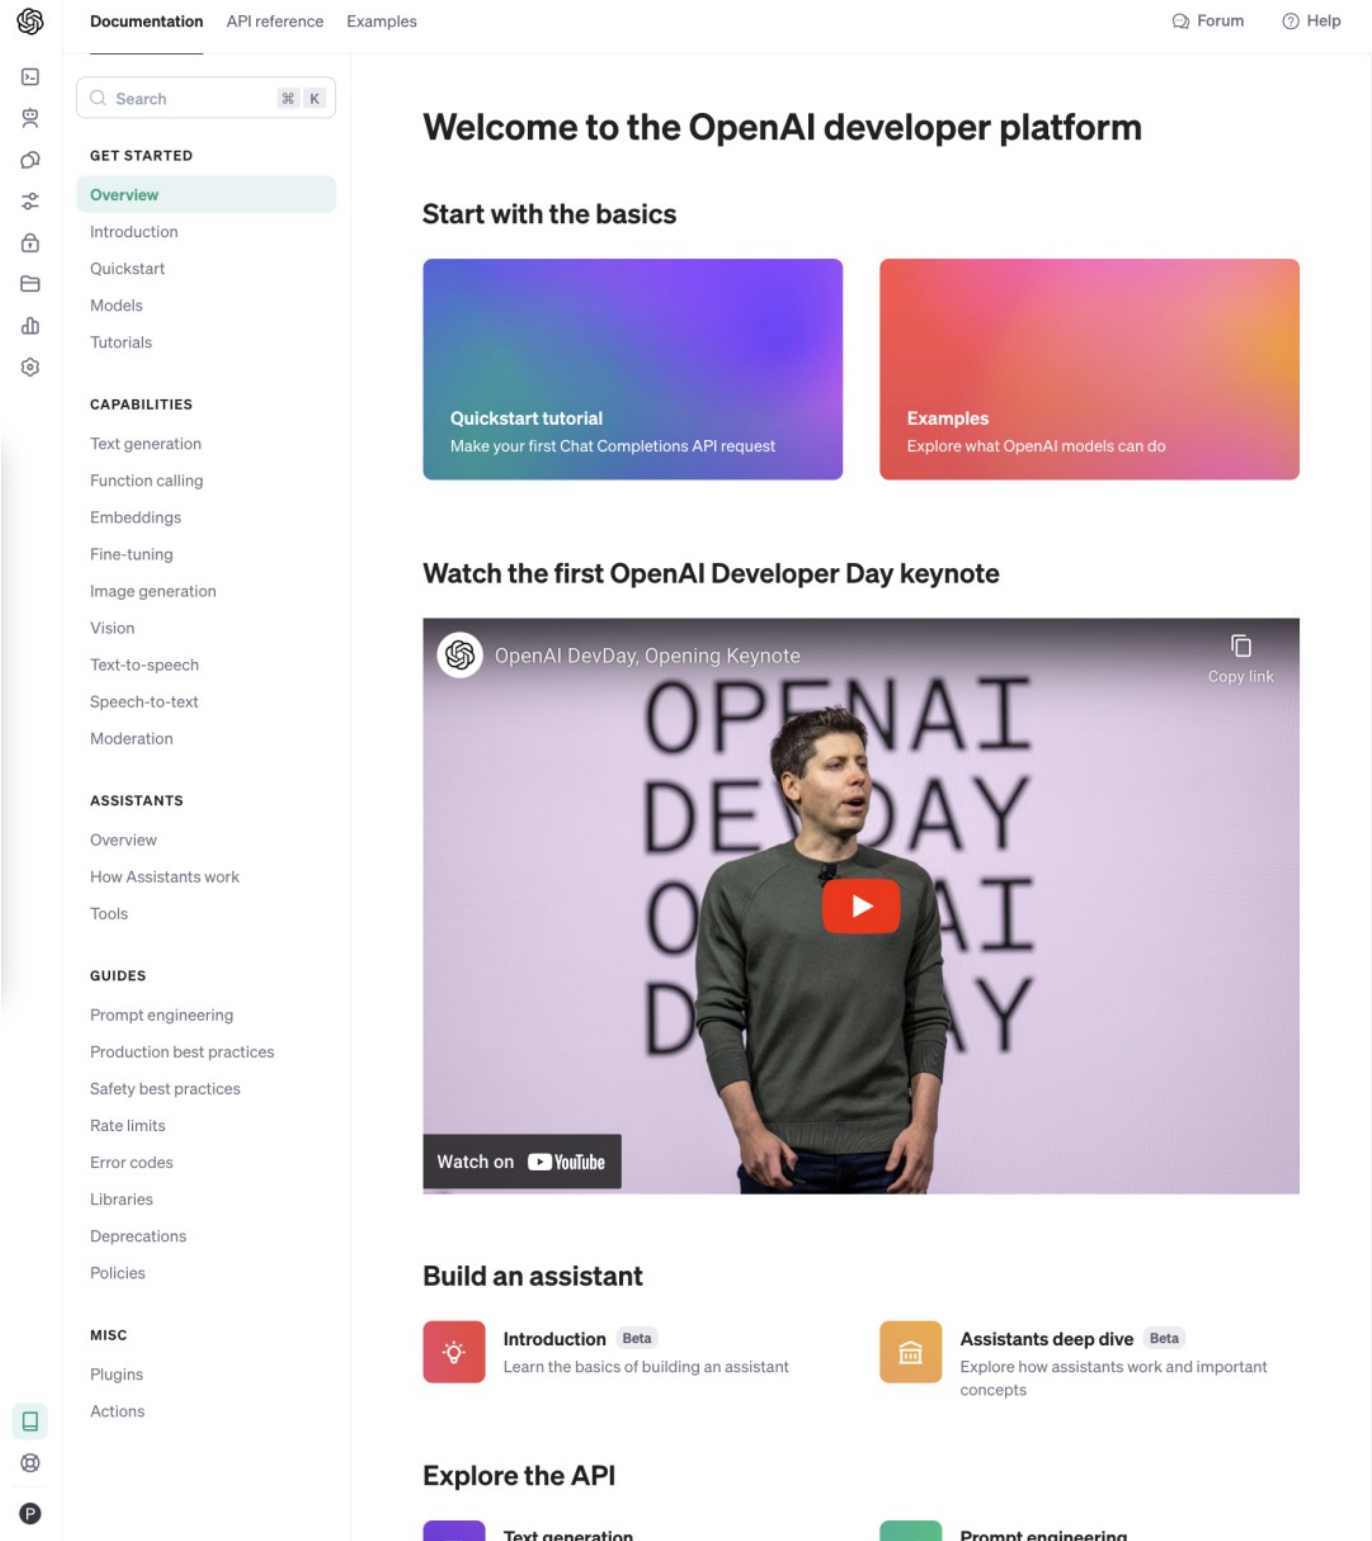 Documentation
API reference
Examples
Forum
Help
Search
⌘ K
GET STARTED
Overview
Introduction
Quickstart
Models
Tutorials
CAPABILITIES
Text generation
Function calling
Embeddings
Fine-tuning
Image generation
Vision
Text-to-speech
Speech-to-text
Moderation
ASSISTANTS
Overview
How Assistants work
Tools
GUIDES
Prompt engineering
Production best practices
Safety best practices
Rate limits
Error codes
Libraries
Deprecations
Policies
MISC
Plugins
Actions
P
Welcome to the OpenAI developer platform
Start with the basics
Quickstart tutorial
Make your first Chat Completions API request
Examples
Explore what OpenAI models can do
Watch the first OpenAI Developer Day keynote
OpenAI DevDay, Opening Keynote
Copy link
OPENAI
DEVDAY
O AI
D AY
Watch on YouTube
Build an assistant
Introduction Beta
Learn the basics of building an assistant
Assistants deep dive Beta
Explore how assistants work and important
concepts
Explore the API
Text generation
Prompt engineering